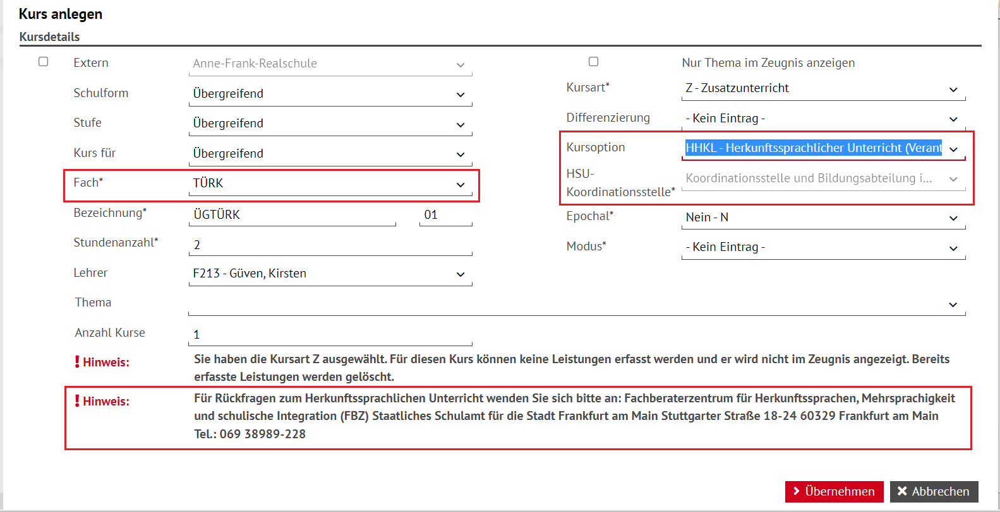 Kurs anlegen
Kursdetails
Extern
Anne-Frank-Realschule
Schulform
Übergreifend
Stufe
Übergreifend
Kurs für
Übergreifend
Fach*
TÜRK
Bezeichnung*
ÜGTÜRK
01
Stundenanzahl*
2
Lehrer
F213 - Güven, Kirsten
Nur Thema im Zeugnis anzeigen
Kursart*
Z - Zusatzunterricht
Differenzierung
- Kein Eintrag -
Kursoption
HHKL - Herkunftssprachlicher Unterricht (Verant
HSU-
Koordinationsstelle*
Koordinationsstelle und Bildungsabteilung i...
Epochal*
Nein - N
Modus*
- Kein Eintrag -
Thema
Anzahl Kurse
1
! Hinweis:
Sie haben die Kursart Z ausgewählt. Für diesen Kurs können keine Leistungen erfasst werden und er wird nicht im Zeugnis angezeigt. Bereits
erfasste Leistungen werden gelöscht.
! Hinweis:
Für Rückfragen zum Herkunftssprachlichen Unterricht wenden Sie sich bitte an: Fachberaterzentrum für Herkunftssprachen, Mehrsprachigkeit
und schulische Integration (FBZ) Staatliches Schulamt für die Stadt Frankfurt am Main Stuttgarter Straße 18-24 60329 Frankfurt am Main
Tel.: 069 38989-228
Übernehmen
Abbrechen